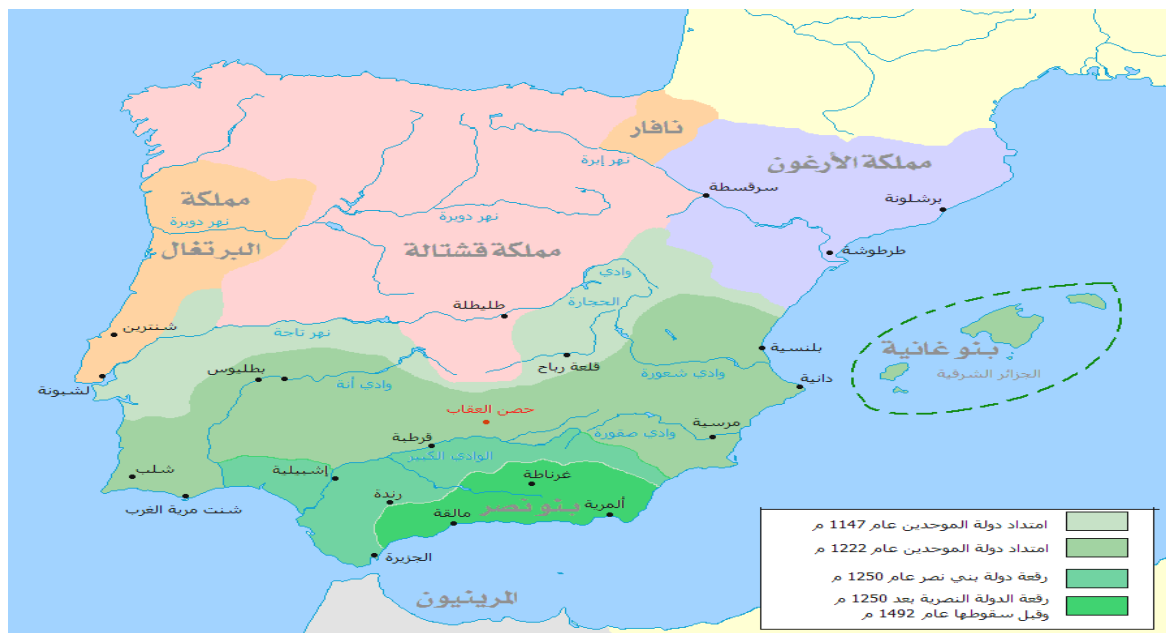 نافار
نهر إبرة
مملكة الأرغون
سرقسطة
برشلونة
مملكة
نهر دويرة
البرتغال
نهر دويرة
مملكة قشتالة
طرطوشة
وادي
الحجارة
طليطلة
شنترين
نهر تاجة
بلنسية
بنو غانية
الجزائر الشرقية
قلعة رباح
بطليوس
وادي أنة
وادي شعورة
دانية
لشبونة
حصن العقاب
مرسية
وادي صقورة
قرطبة
الوادي الكبير
شلب
إشبيلية
غرناطة
رندة
ألمرية
بنو نصر
مالقة
شنت مرية الغرب
الجزيرة
المرينيون
امتداد دولة الموحدين عام 1147 م
امتداد دولة الموحدين عام 1222 م
رقعة دولة بني نصر عام 1250 م
رقعة الدولة النصرية بعد 1250 م
وقبل سقوطها عام 1492 م